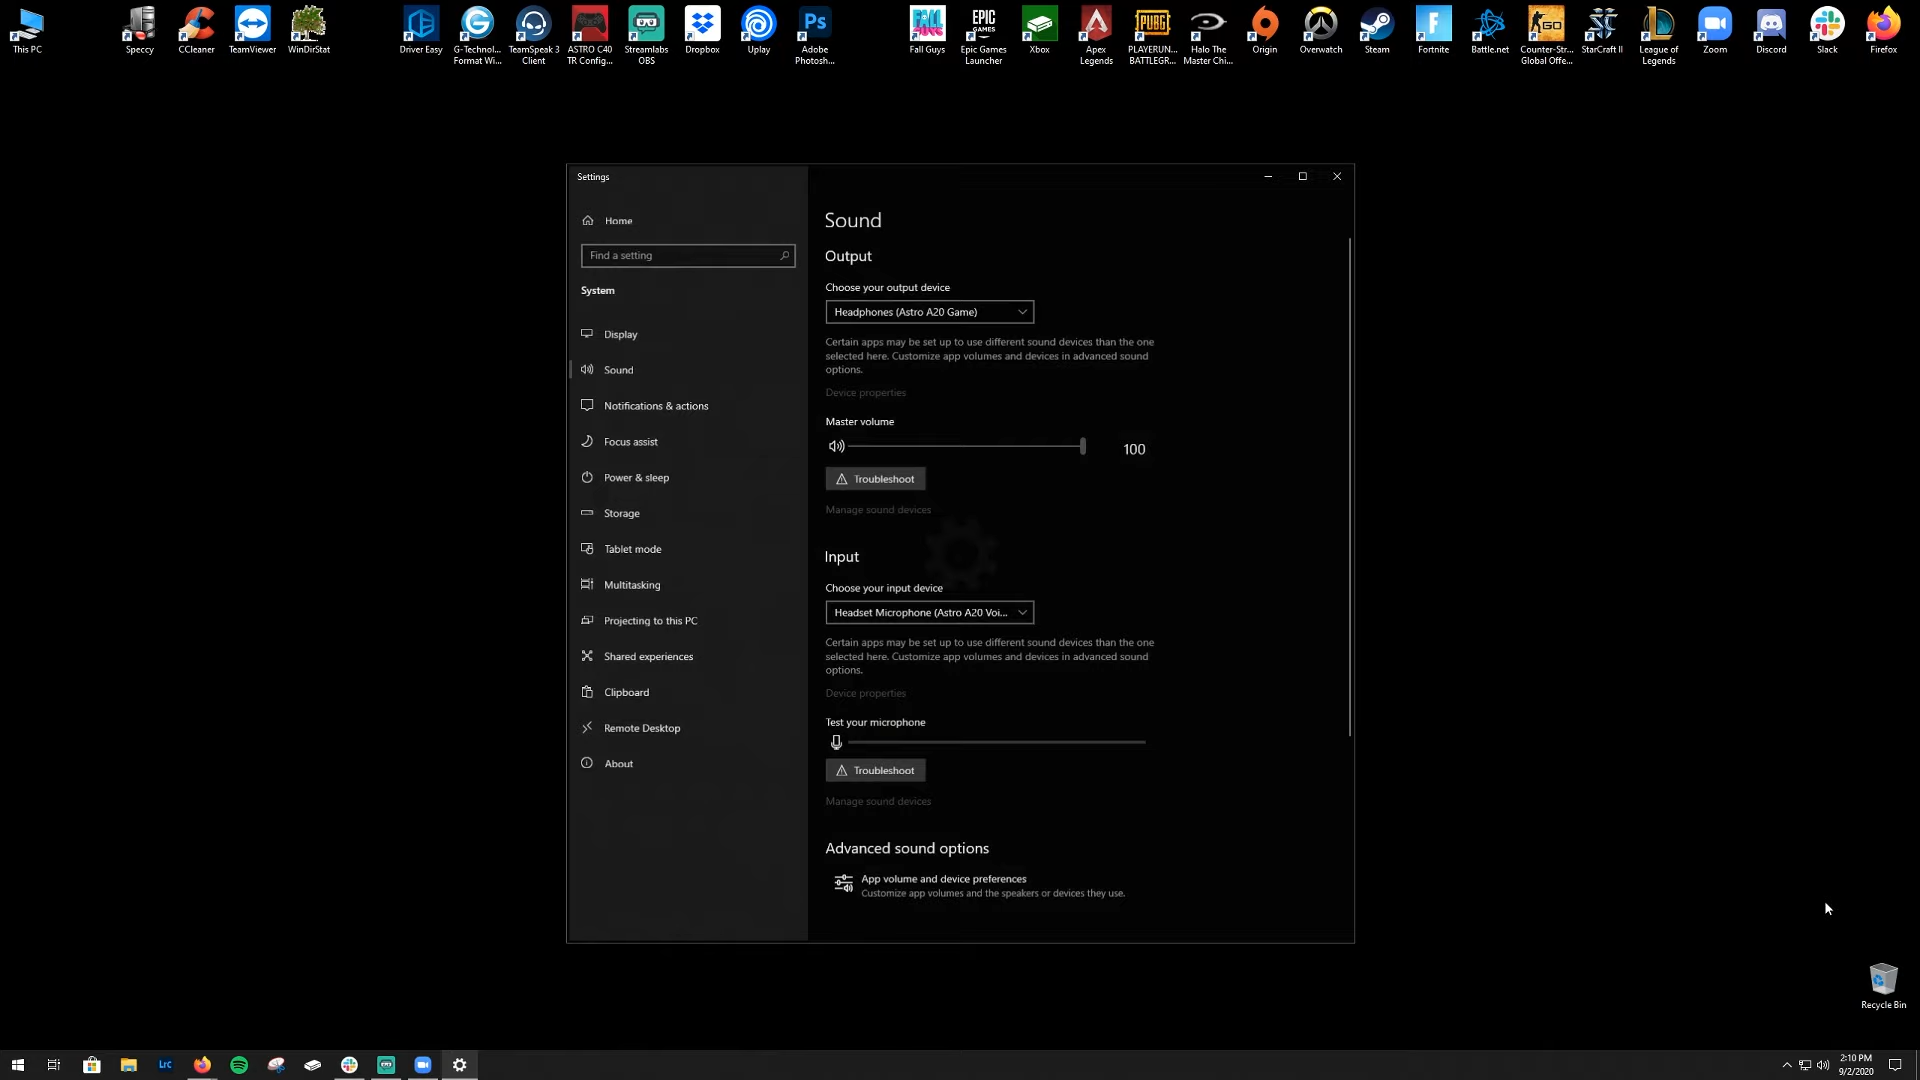 This PC
Speccy
CCleaner
TeamViewer
WinDirStat
Driver Easy
G-Technol...
Format Wi...
TeamSpeak 3
Client
ASTRO C40
TR Config...
Streamlabs
OBS
Dropbox
Uplay
Ps
Adobe
Photosh...
FALL GUYS
Fall Guys
EPIC
GAMES
Epic Games
Launcher
Xbox
Apex
Legends
PUBG
PLAYERUN...
BATTLEGR...
Halo The
Master Chi...
Origin
Overwatch
Steam
F
Fortnite
Battle.net
GO
Counter-Str...
Global Offe...
StarCraft II
League of
Legends
Zoom
Discord
Slack
Firefox
Settings
Home
Find a setting
System
Display
Sound
Notifications & actions
Focus assist
Power & sleep
Storage
Tablet mode
Multitasking
Projecting to this PC
Shared experiences
Clipboard
Remote Desktop
About
Sound
Output
Choose your output device
Headphones (Astro A20 Game)
Certain apps may be set up to use different sound devices than the one
selected here. Customize app volumes and devices in advanced sound
options.
Device properties
Master volume
100
Troubleshoot
Manage sound devices
Input
Choose your input device
Headset Microphone (Astro A20 Voi...
Certain apps may be set up to use different sound devices than the one
selected here. Customize app volumes and devices in advanced sound
options.
Device properties
Test your microphone
Troubleshoot
Manage sound devices
Advanced sound options
App volume and device preferences
Customize app volumes and the speakers or devices they use.
Recycle Bin
Lrc
2:10 PM
9/2/2020